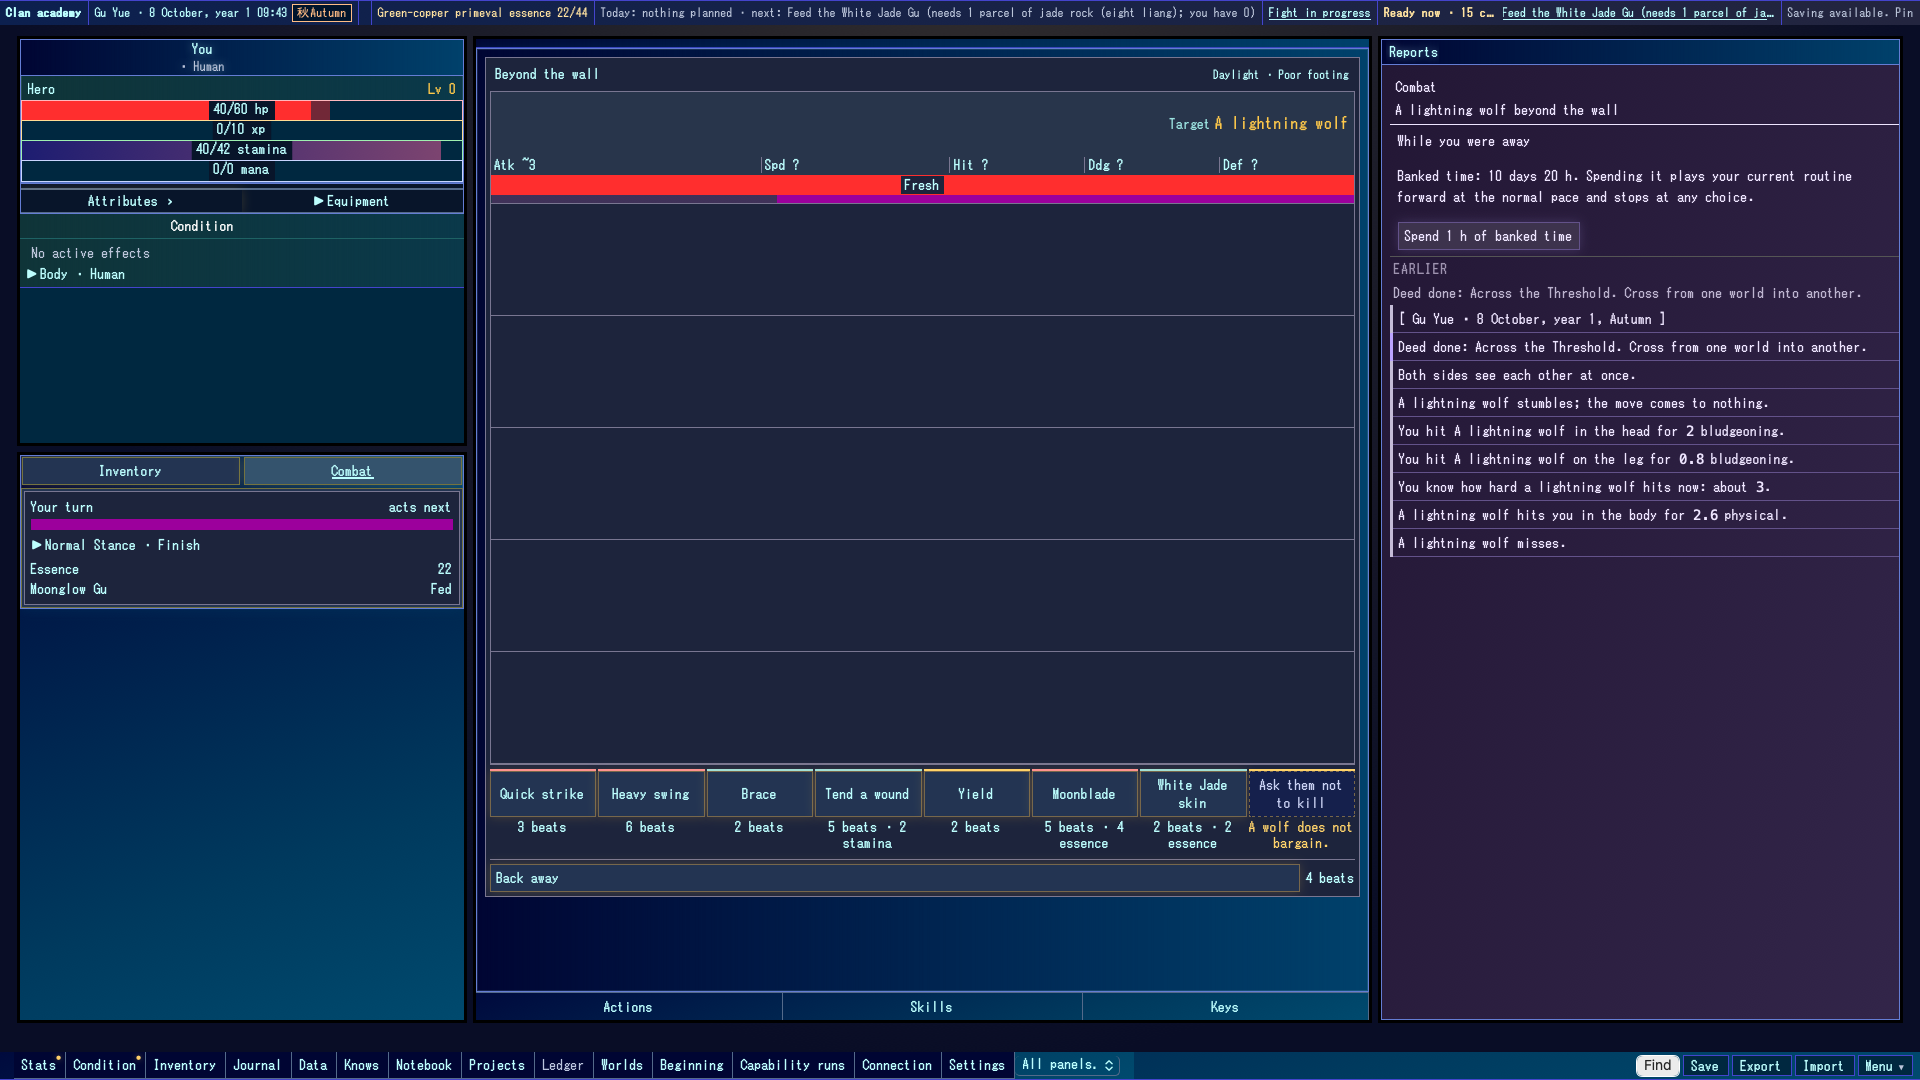 Clan academy
Gu Yue · 8 October, year 1 09:43
秋Autumn
Green-copper primeval essence 22/44
Today: nothing planned · next: Feed the White Jade Gu (needs 1 parcel of jade rock (eight liang); you have 0)
Fight in progress
Ready now · 15 c…
Feed the White Jade Gu (needs 1 parcel of ja…
Saving available. Pin
You
· Human
Hero
Lv 0
40/60 hp
0/10 xp
40/42 stamina
0/0 mana
Attributes ›
▶Equipment
Condition
No active effects
▶Body · Human
Inventory
Combat
Your turn
acts next
▶Normal Stance · Finish
Essence
22
Moonglow Gu
Fed
Beyond the wall
Daylight · Poor footing
Target A lightning wolf
Atk ~3
Spd ?
Hit ?
Ddg ?
Def ?
Fresh
Quick strike
3 beats
Heavy swing
6 beats
Brace
2 beats
Tend a wound
5 beats · 2
stamina
Yield
2 beats
Moonblade
5 beats · 4
essence
White Jade
skin
2 beats · 2
essence
Ask them not
to kill
A wolf does not
bargain.
Back away
4 beats
Actions
Skills
Keys
Reports
Combat
A lightning wolf beyond the wall
While you were away
Banked time: 10 days 20 h. Spending it plays your current routine
forward at the normal pace and stops at any choice.
Spend 1 h of banked time
EARLIER
Deed done: Across the Threshold. Cross from one world into another.
[ Gu Yue · 8 October, year 1, Autumn ]
Deed done: Across the Threshold. Cross from one world into another.
Both sides see each other at once.
A lightning wolf stumbles; the move comes to nothing.
You hit A lightning wolf in the head for 2 bludgeoning.
You hit A lightning wolf on the leg for 0.8 bludgeoning.
You know how hard a lightning wolf hits now: about 3.
A lightning wolf hits you in the body for 2.6 physical.
A lightning wolf misses.
Stats
Condition
Inventory
Journal
Data
Knows
Notebook
Projects
Ledger
Worlds
Beginning
Capability runs
Connection
Settings
All panels.
Find
Save
Export
Import
Menu ▾